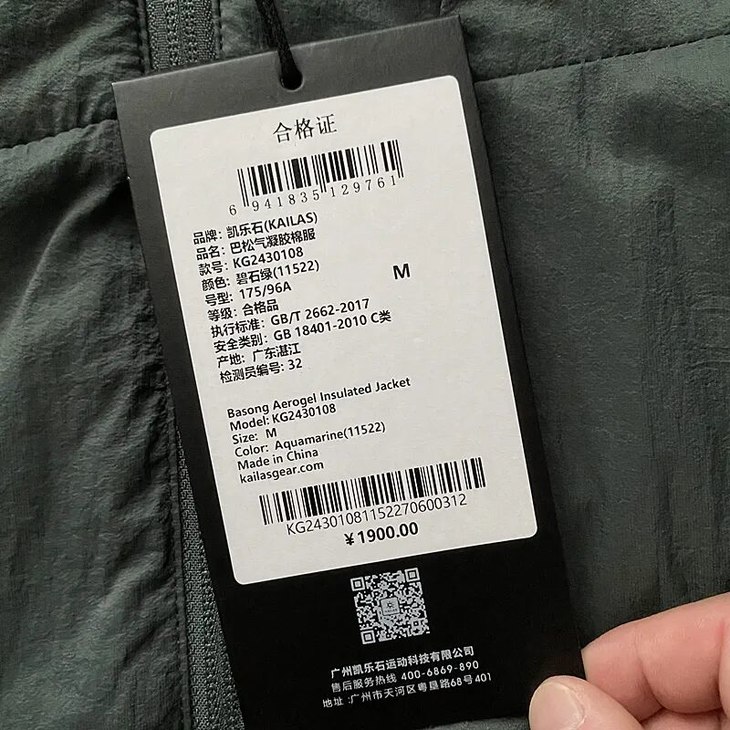 合格证
6 941835 129761
品牌: 凯乐石(KAILAS)
品名: 巴松气凝胶棉服
款号: KG2430108
颜色: 碧石绿(11522)
号型: 175/96A
M
等级: 合格品
执行标准: GB/T 2662-2017
安全类别: GB 18401-2010 C类
产地: 广东湛江
检测员编号: 32
Basong Aerogel Insulated Jacket
Model: KG2430108
Size: M
Color: Aquamarine(11522)
Made in China
kailasgear.com
KG24301081152270600312
¥1900.00
广州凯乐石运动科技有限公司
售后服务热线 400-6869-890
地址:广州市天河区粤垦路68号401